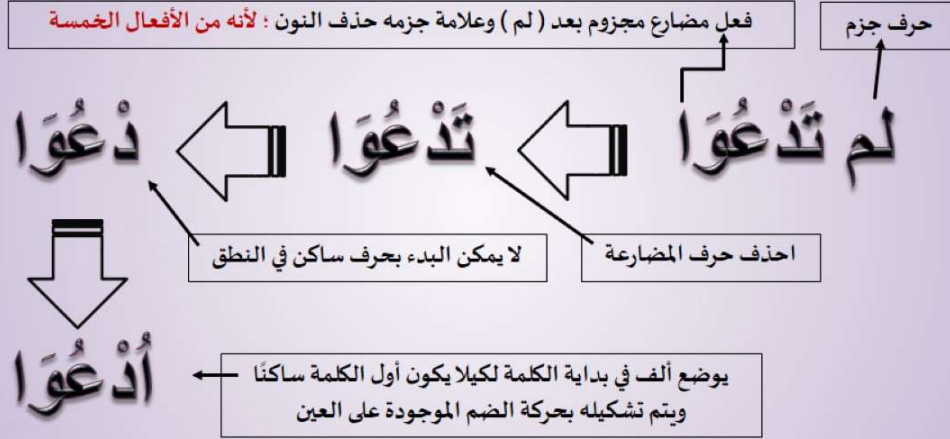 حرف جزم
فعل مضارع مجزوم بعد ( لم ) وعلامة جزمه حذف النون ؛ لأنه من الأفعال الخمسة
لم تَدْعُوَا
تَدْعُوَا
دْعُوَا
احذف حرف المضارعة
لا يمكن البدء بحرف ساكن في النطق
اُدْعُوَا
يوضع ألف في بداية الكلمة لكيلا يكون أول الكلمة ساكنًا
ويتم تشكيله بحركة الضم الموجودة على العين